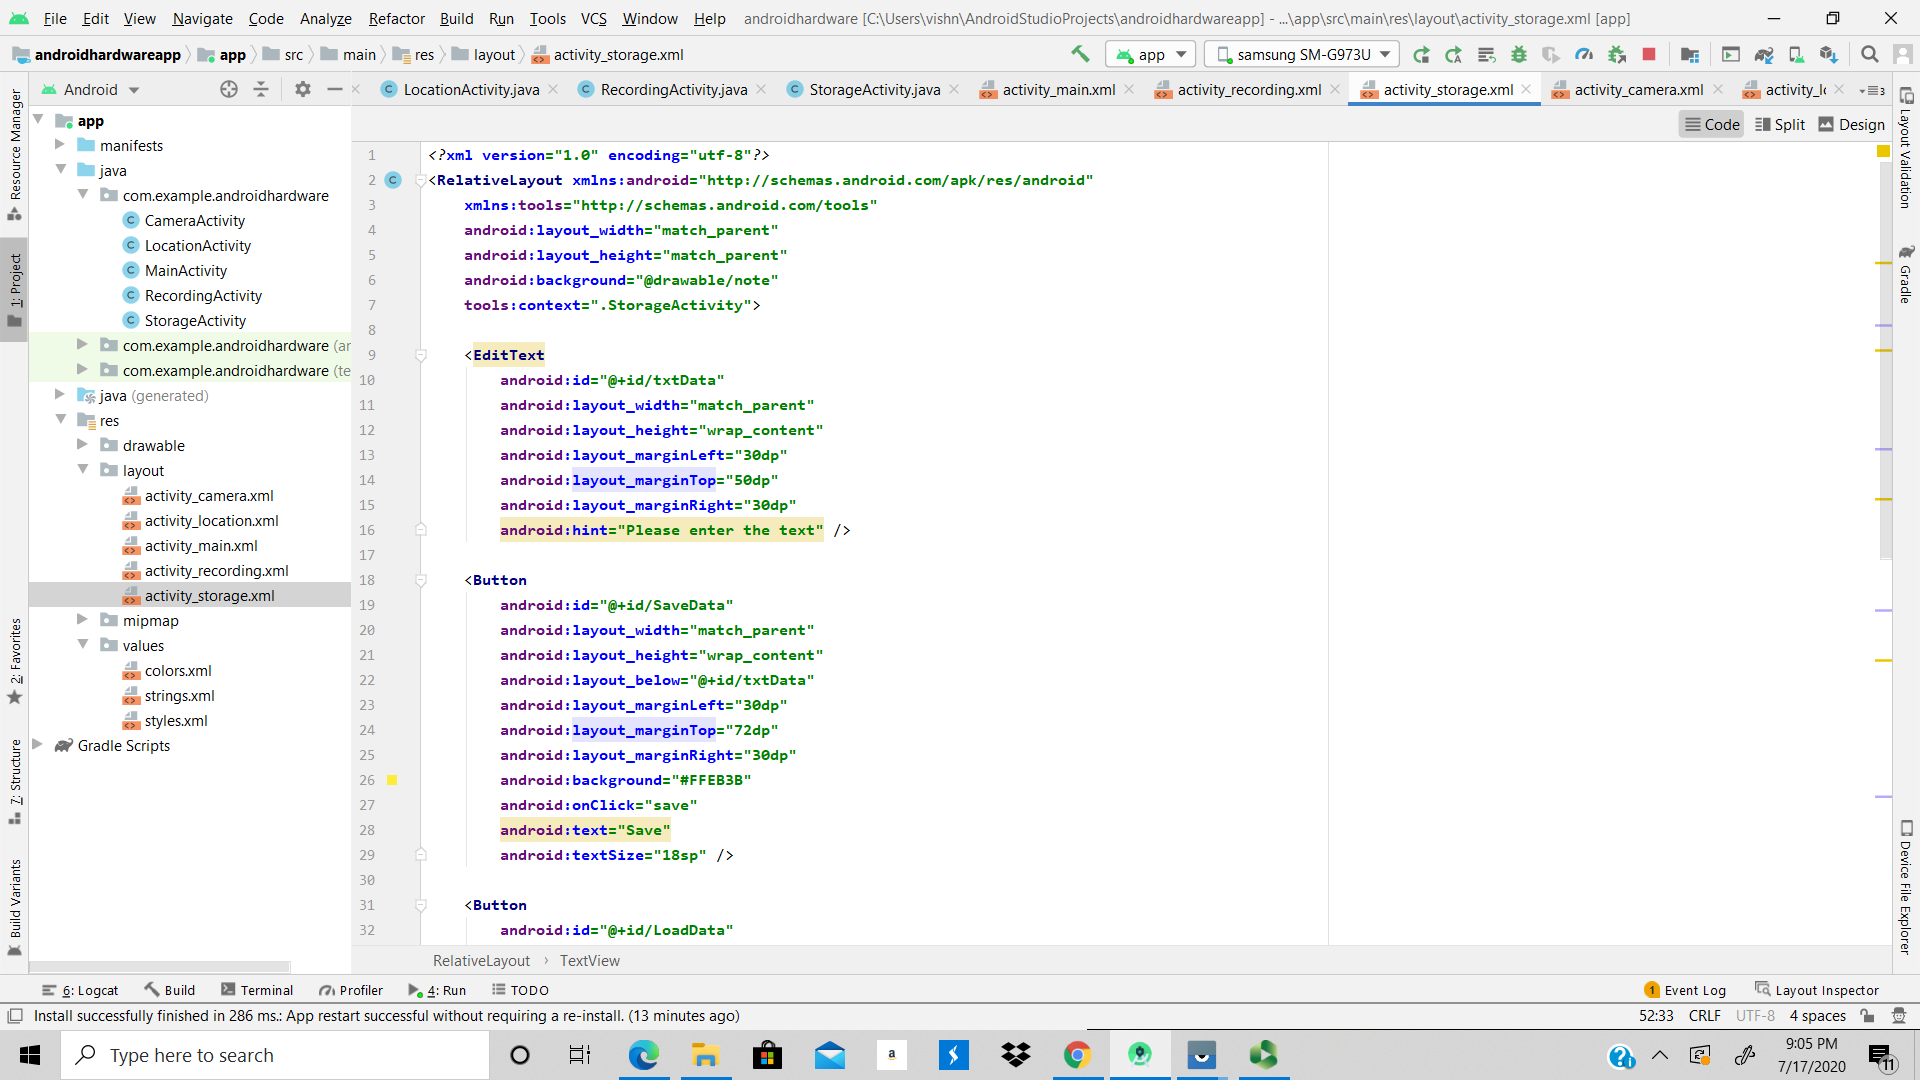 File Edit View Navigate Code Analyze Refactor Build Run Tools VCS Window Help androidhardware [C:\Users\vishn\AndroidStudioProjects\androidhardwareapp] - ...\app\src\main\res\layout\activity_storage.xml [app]
androidhardwareapp app src main res layout activity_storage.xml app samsung SM-G973U
Android LocationActivity.java RecordingActivity.java StorageActivity.java activity_main.xml activity_recording.xml activity_storage.xml activity_camera.xml
Code Split Design
Resource Manager
1: Project
2: Favorites
7: Structure
Build Variants
app
manifests
java
com.example.androidhardware
CameraActivity
LocationActivity
MainActivity
RecordingActivity
StorageActivity
com.example.androidhardware (ar
com.example.androidhardware (te
java (generated)
res
drawable
layout
activity_camera.xml
activity_location.xml
activity_main.xml
activity_recording.xml
activity_storage.xml
mipmap
values
colors.xml
strings.xml
styles.xml
Gradle Scripts
1 <?xml version="1.0" encoding="utf-8"?>
2 <RelativeLayout xmlns:android="http://schemas.android.com/apk/res/android"
3 xmlns:tools="http://schemas.android.com/tools"
4 android:layout_width="match_parent"
5 android:layout_height="match_parent"
6 android:background="@drawable/note"
7 tools:context=".StorageActivity">
8
9 <EditText
10 android:id="@+id/txtData"
11 android:layout_width="match_parent"
12 android:layout_height="wrap_content"
13 android:layout_marginLeft="30dp"
14 android:layout_marginTop="50dp"
15 android:layout_marginRight="30dp"
16 android:hint="Please enter the text" />
17
18 <Button
19 android:id="@+id/SaveData"
20 android:layout_width="match_parent"
21 android:layout_height="wrap_content"
22 android:layout_below="@+id/txtData"
23 android:layout_marginLeft="30dp"
24 android:layout_marginTop="72dp"
25 android:layout_marginRight="30dp"
26 android:background="#FFEB3B"
27 android:onClick="save"
28 android:text="Save"
29 android:textSize="18sp" />
30
31 <Button
32 android:id="@+id/LoadData"
Layout Validation
Gradle
Device File Explorer
RelativeLayout TextView
6: Logcat Build Terminal Profiler 4: Run TODO 1 Event Log Layout Inspector
Install successfully finished in 286 ms.: App restart successful without requiring a re-install. (13 minutes ago) 52:33 CRLF UTF-8 4 spaces
Type here to search
9:05 PM
7/17/2020
11